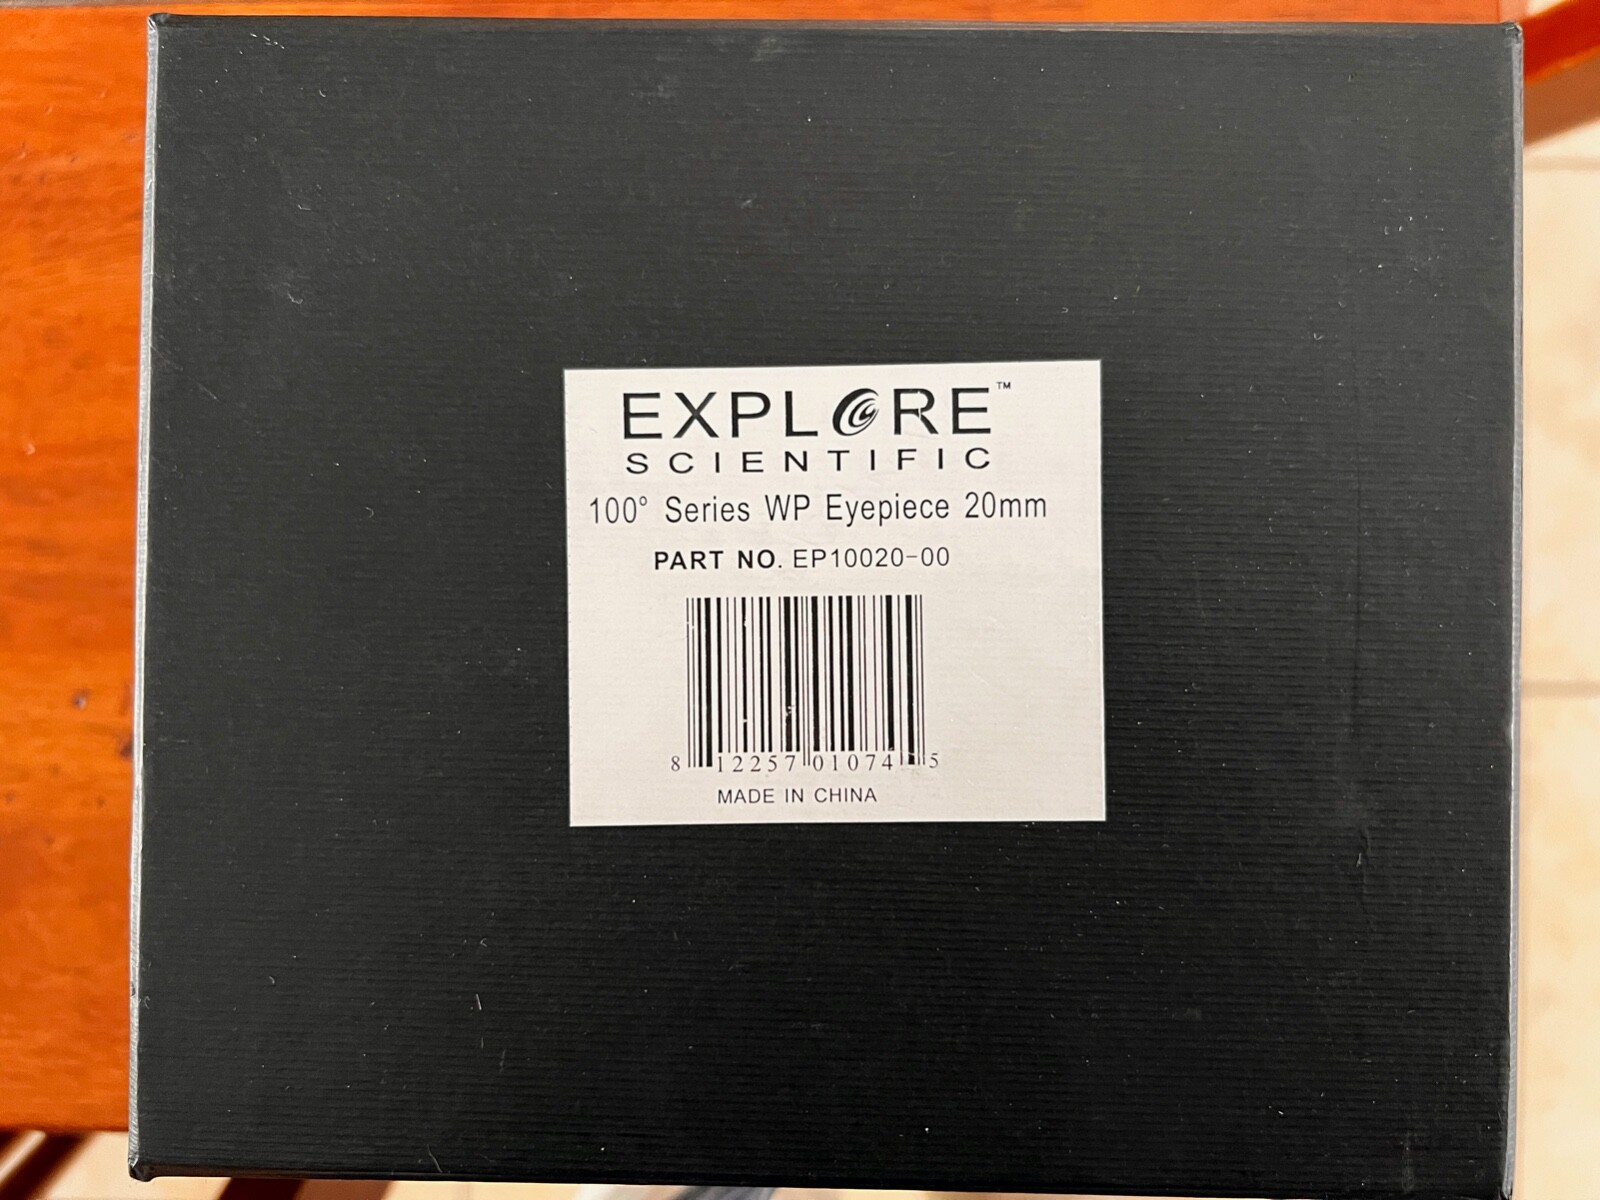 EXPLORE™
SCIENTIFIC
100° Series WP Eyepiece 20mm
PART NO. EP10020-00
8 12257 01074 5
MADE IN CHINA